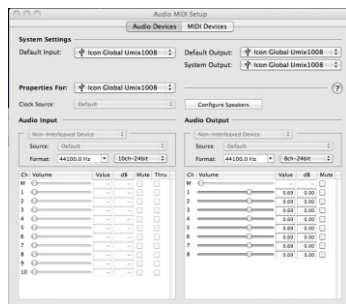 Audio MIDI Setup
Audio Devices MIDI Devices
System Settings
Default Input: Icon Global Umix1008 Default Output: Icon Global Umix1008
System Output: Icon Global Umix1008
Properties For: Icon Global Umix1008 ?
Clock Source: Default Configure Speakers
Audio Input Audio Output
Non-Interleaved Device Non-Interleaved Device
Source: Default Source: Default
Format: 44100.0 Hz 10ch-24bit Format: 44100.0 Hz 8ch-24bit
Ch Volume Value dB Mute Thru Ch Volume Value dB Mute
M -- -- M -- --
1 -- -- 1 0.69 0.00
2 -- -- 2 0.69 0.00
3 -- -- 3 0.69 0.00
4 -- -- 4 0.69 0.00
5 -- -- 5 0.69 0.00
6 -- -- 6 0.69 0.00
7 -- -- 7 0.69 0.00
8 -- -- 8 0.69 0.00
9 -- --
10 -- --